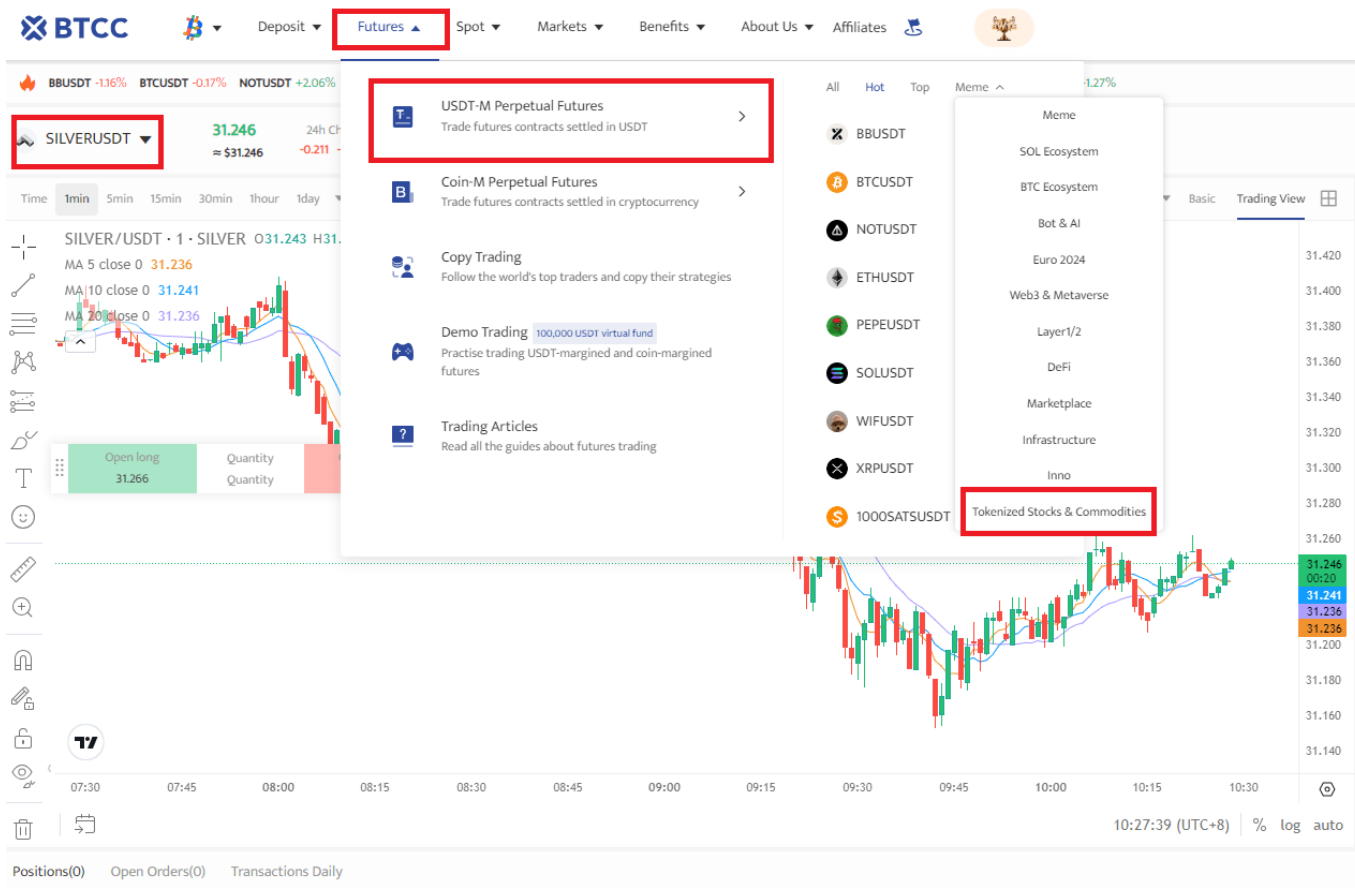 BTCC
Deposit
Futures
Spot
Markets
Benefits
About Us
Affiliates
BBUSDT -1.16% BTCUSDT -0.17% NOTUSDT +2.06%
-1.27%
SILVERUSDT
31.246
≈ $31.246
24h Ch
-0.211
USDT-M Perpetual Futures
Trade futures contracts settled in USDT
Coin-M Perpetual Futures
Trade futures contracts settled in cryptocurrency
Copy Trading
Follow the world's top traders and copy their strategies
Demo Trading 100,000 USDT virtual fund
Practise trading USDT-margined and coin-margined
futures
Trading Articles
Read all the guides about futures trading
All Hot Top Meme
BBUSDT
BTCUSDT
NOTUSDT
ETHUSDT
PEPEUSDT
SOLUSDT
WIFUSDT
XRPUSDT
1000SATSUSDT
Meme
SOL Ecosystem
BTC Ecosystem
Bot & AI
Euro 2024
Web3 & Metaverse
Layer1/2
DeFi
Marketplace
Infrastructure
Inno
Tokenized Stocks & Commodities
Time 1min 5min 15min 30min 1hour 1day
Basic Trading View
SILVER/USDT · 1 · SILVER O31.243 H31.
MA 5 close 0 31.236
MA 10 close 0 31.241
MA 20 close 0 31.236
Open long
31.266
Quantity
Quantity
31.420
31.400
31.380
31.360
31.340
31.320
31.300
31.280
31.260
31.246
00:20
31.241
31.236
31.236
31.200
31.180
31.160
31.140
07:30 07:45 08:00 08:15 08:30 08:45 09:00 09:15 09:30 09:45 10:00 10:15 10:30
10:27:39 (UTC+8) % log auto
Positions(0) Open Orders(0) Transactions Daily